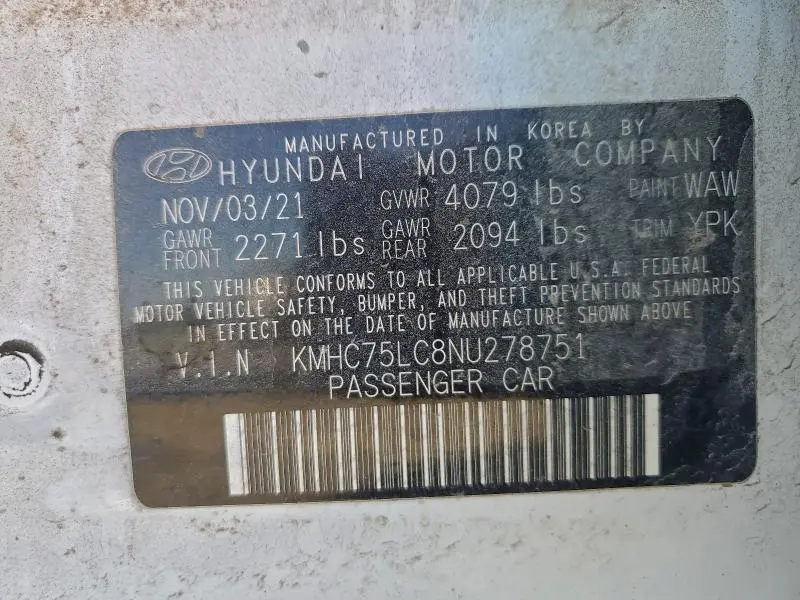 MANUFACTURED IN KOREA BY
HYUNDAI MOTOR COMPANY
NOV/03/21 GVWR 4079 lbs PAINT WAW
GAWR FRONT 2271 lbs GAWR REAR 2094 lbs TRIM YPK
THIS VEHICLE CONFORMS TO ALL APPLICABLE U.S.A. FEDERAL
MOTOR VEHICLE SAFETY, BUMPER, AND THEFT PREVENTION STANDARDS
IN EFFECT ON THE DATE OF MANUFACTURE SHOWN ABOVE
V.I.N KMHC75LC8NU278751
PASSENGER CAR